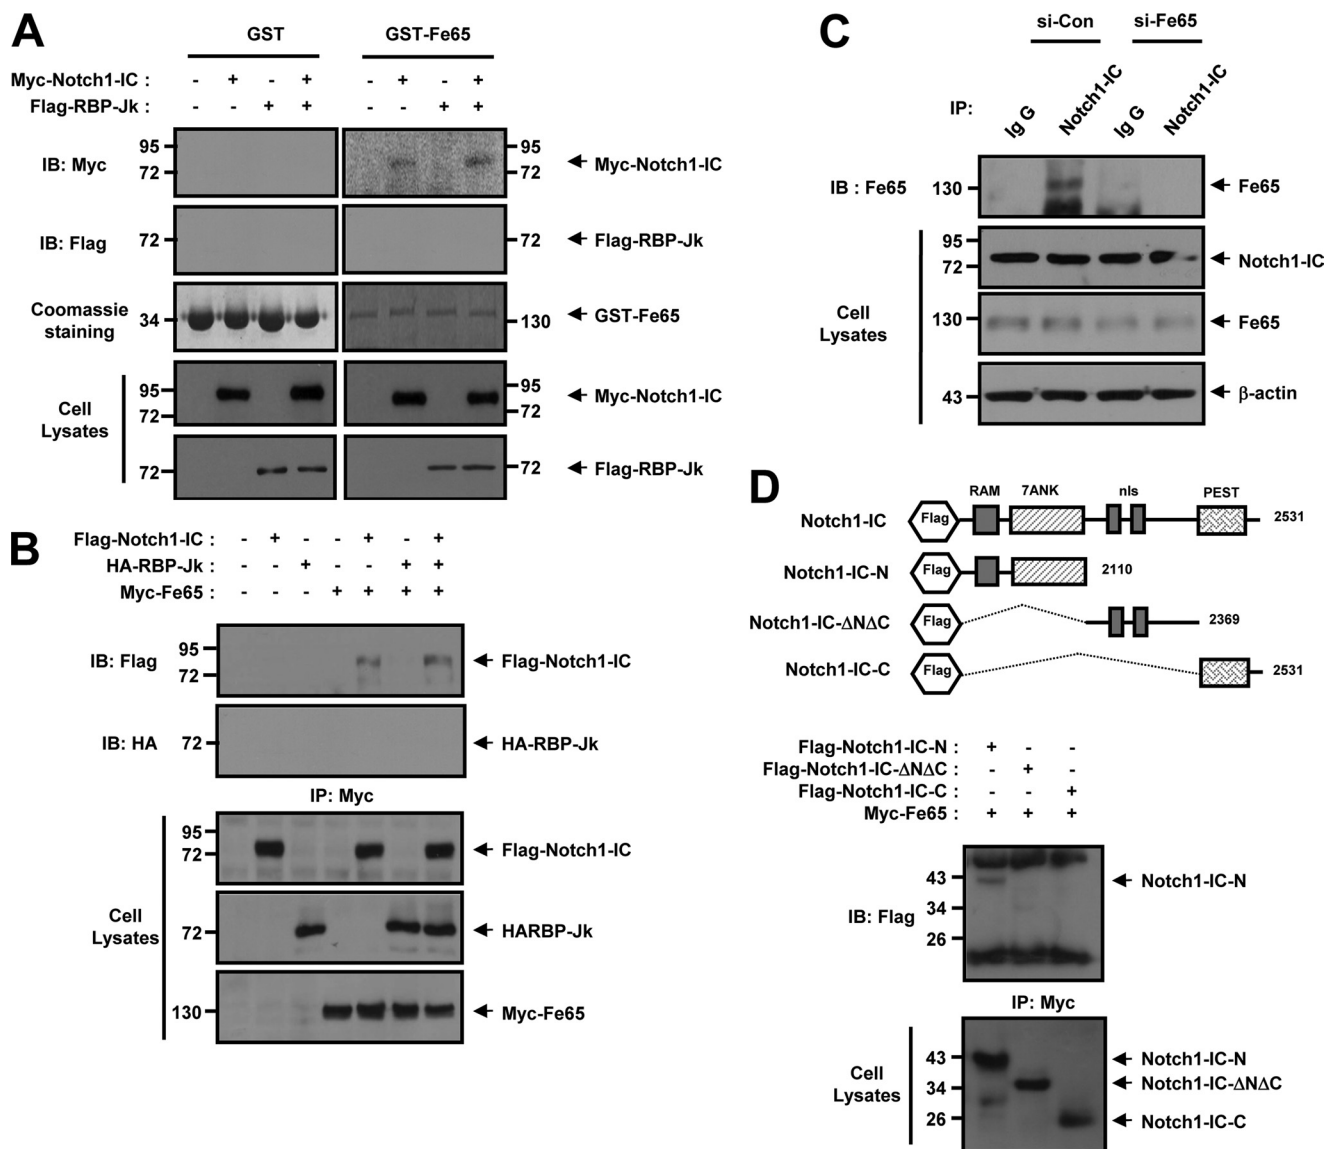 A
GST GST-Fe65
Myc-Notch1-IC : - + - + - + - +
Flag-RBP-Jk : - - + + - - + +
IB: Myc 95 72 95 72 Myc-Notch1-IC
IB: Flag 72 72 Flag-RBP-Jk
Coomassie staining 34 130 GST-Fe65
Cell Lysates
95 72 95 72 Myc-Notch1-IC
72 72 Flag-RBP-Jk
B
Flag-Notch1-IC : - + - - + - +
HA-RBP-Jk : - - + - - + +
Myc-Fe65 : - - - + + + +
IB: Flag 95 72 Flag-Notch1-IC
IB: HA 72 HA-RBP-Jk
IP: Myc
Cell Lysates
95 72 Flag-Notch1-IC
72 HARBP-Jk
130 Myc-Fe65
C
si-Con si-Fe65
IP: Ig G Notch1-IC Ig G Notch1-IC
IB : Fe65 130 Fe65
Cell Lysates
95 72 Notch1-IC
130 Fe65
43 β-actin
D
RAM 7ANK nls PEST
Notch1-IC Flag 2531
Notch1-IC-N Flag 2110
Notch1-IC-ΔNΔC Flag 2369
Notch1-IC-C Flag 2531
Flag-Notch1-IC-N : + - -
Flag-Notch1-IC-ΔNΔC : - + -
Flag-Notch1-IC-C : - - +
Myc-Fe65 : + + +
IB: Flag 43 34 26 Notch1-IC-N
IP: Myc
Cell Lysates
43 Notch1-IC-N
34 Notch1-IC-ΔNΔC
26 Notch1-IC-C